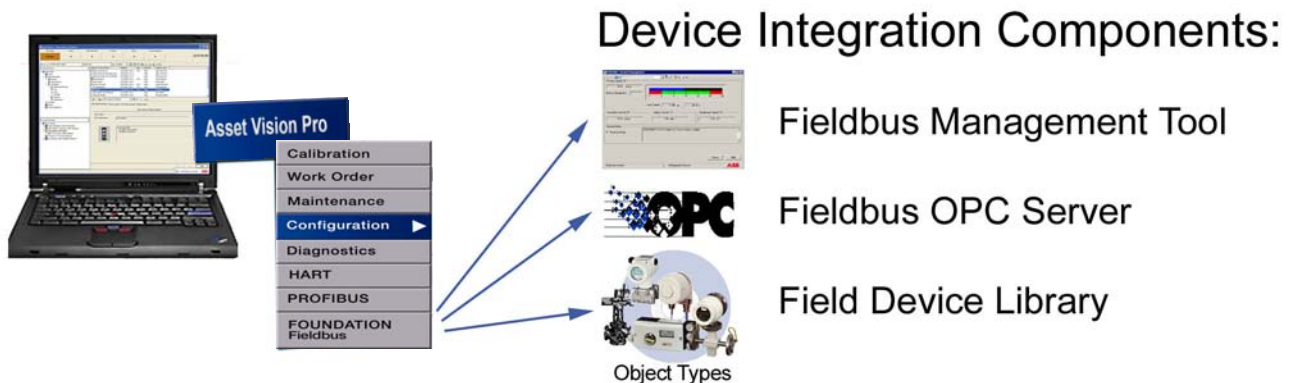 Device Integration Components:
Asset Vision Pro
Calibration
Work Order
Maintenance
Configuration
Diagnostics
HART
PROFIBUS
FOUNDATION
Fieldbus
ABB
Fieldbus Management Tool
OPC
Fieldbus OPC Server
Field Device Library
Object Types